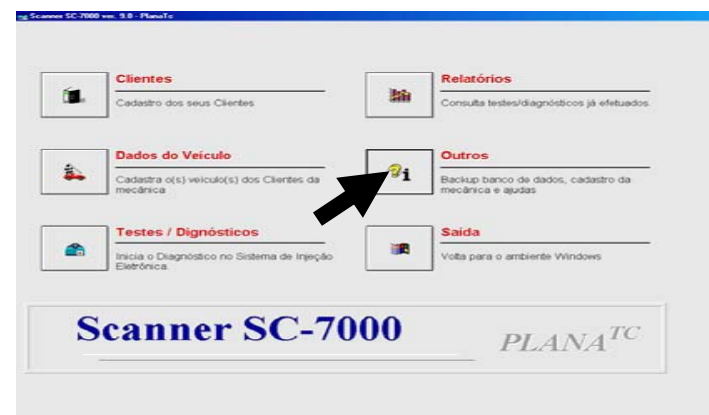 Scanner SC-7000 ver. 9.0 - PlanaTc
Clientes
Cadastro dos seus Clientes
Relatórios
Consulta testes/diagnósticos já efetuados.
Dados do Veículo
Cadastra o(s) veiculo(s) dos Clientes da
mecânica
Outros
Backup banco de dados, cadastro da
mecânica e ajudas
Testes / Dignósticos
Inicia o Diagnóstico no Sistema de Injeção
Eletrônica.
Saída
Volta para o ambiente Windows
Scanner SC-7000
PLANATC